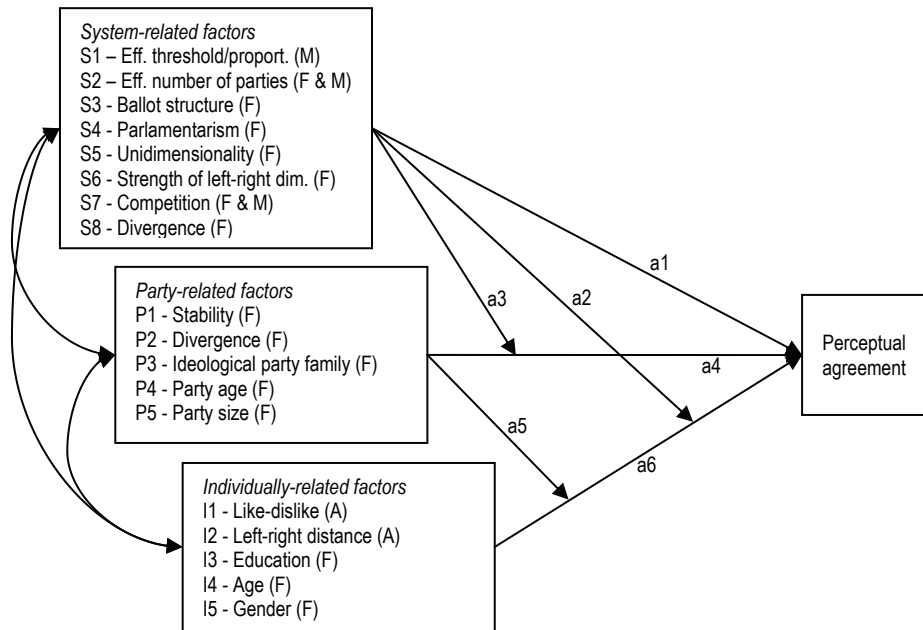 System-related factors
S1 – Eff. threshold/proport. (M)
S2 – Eff. number of parties (F & M)
S3 - Ballot structure (F)
S4 - Parlamentarism (F)
S5 - Unidimensionality (F)
S6 - Strength of left-right dim. (F)
S7 - Competition (F & M)
S8 - Divergence (F)
a1
a2
a3
Party-related factors
P1 - Stability (F)
P2 - Divergence (F)
P3 - Ideological party family (F)
P4 - Party age (F)
P5 - Party size (F)
a4
a5
a6
Perceptual
agreement
Individually-related factors
I1 - Like-dislike (A)
I2 - Left-right distance (A)
I3 - Education (F)
I4 - Age (F)
I5 - Gender (F)